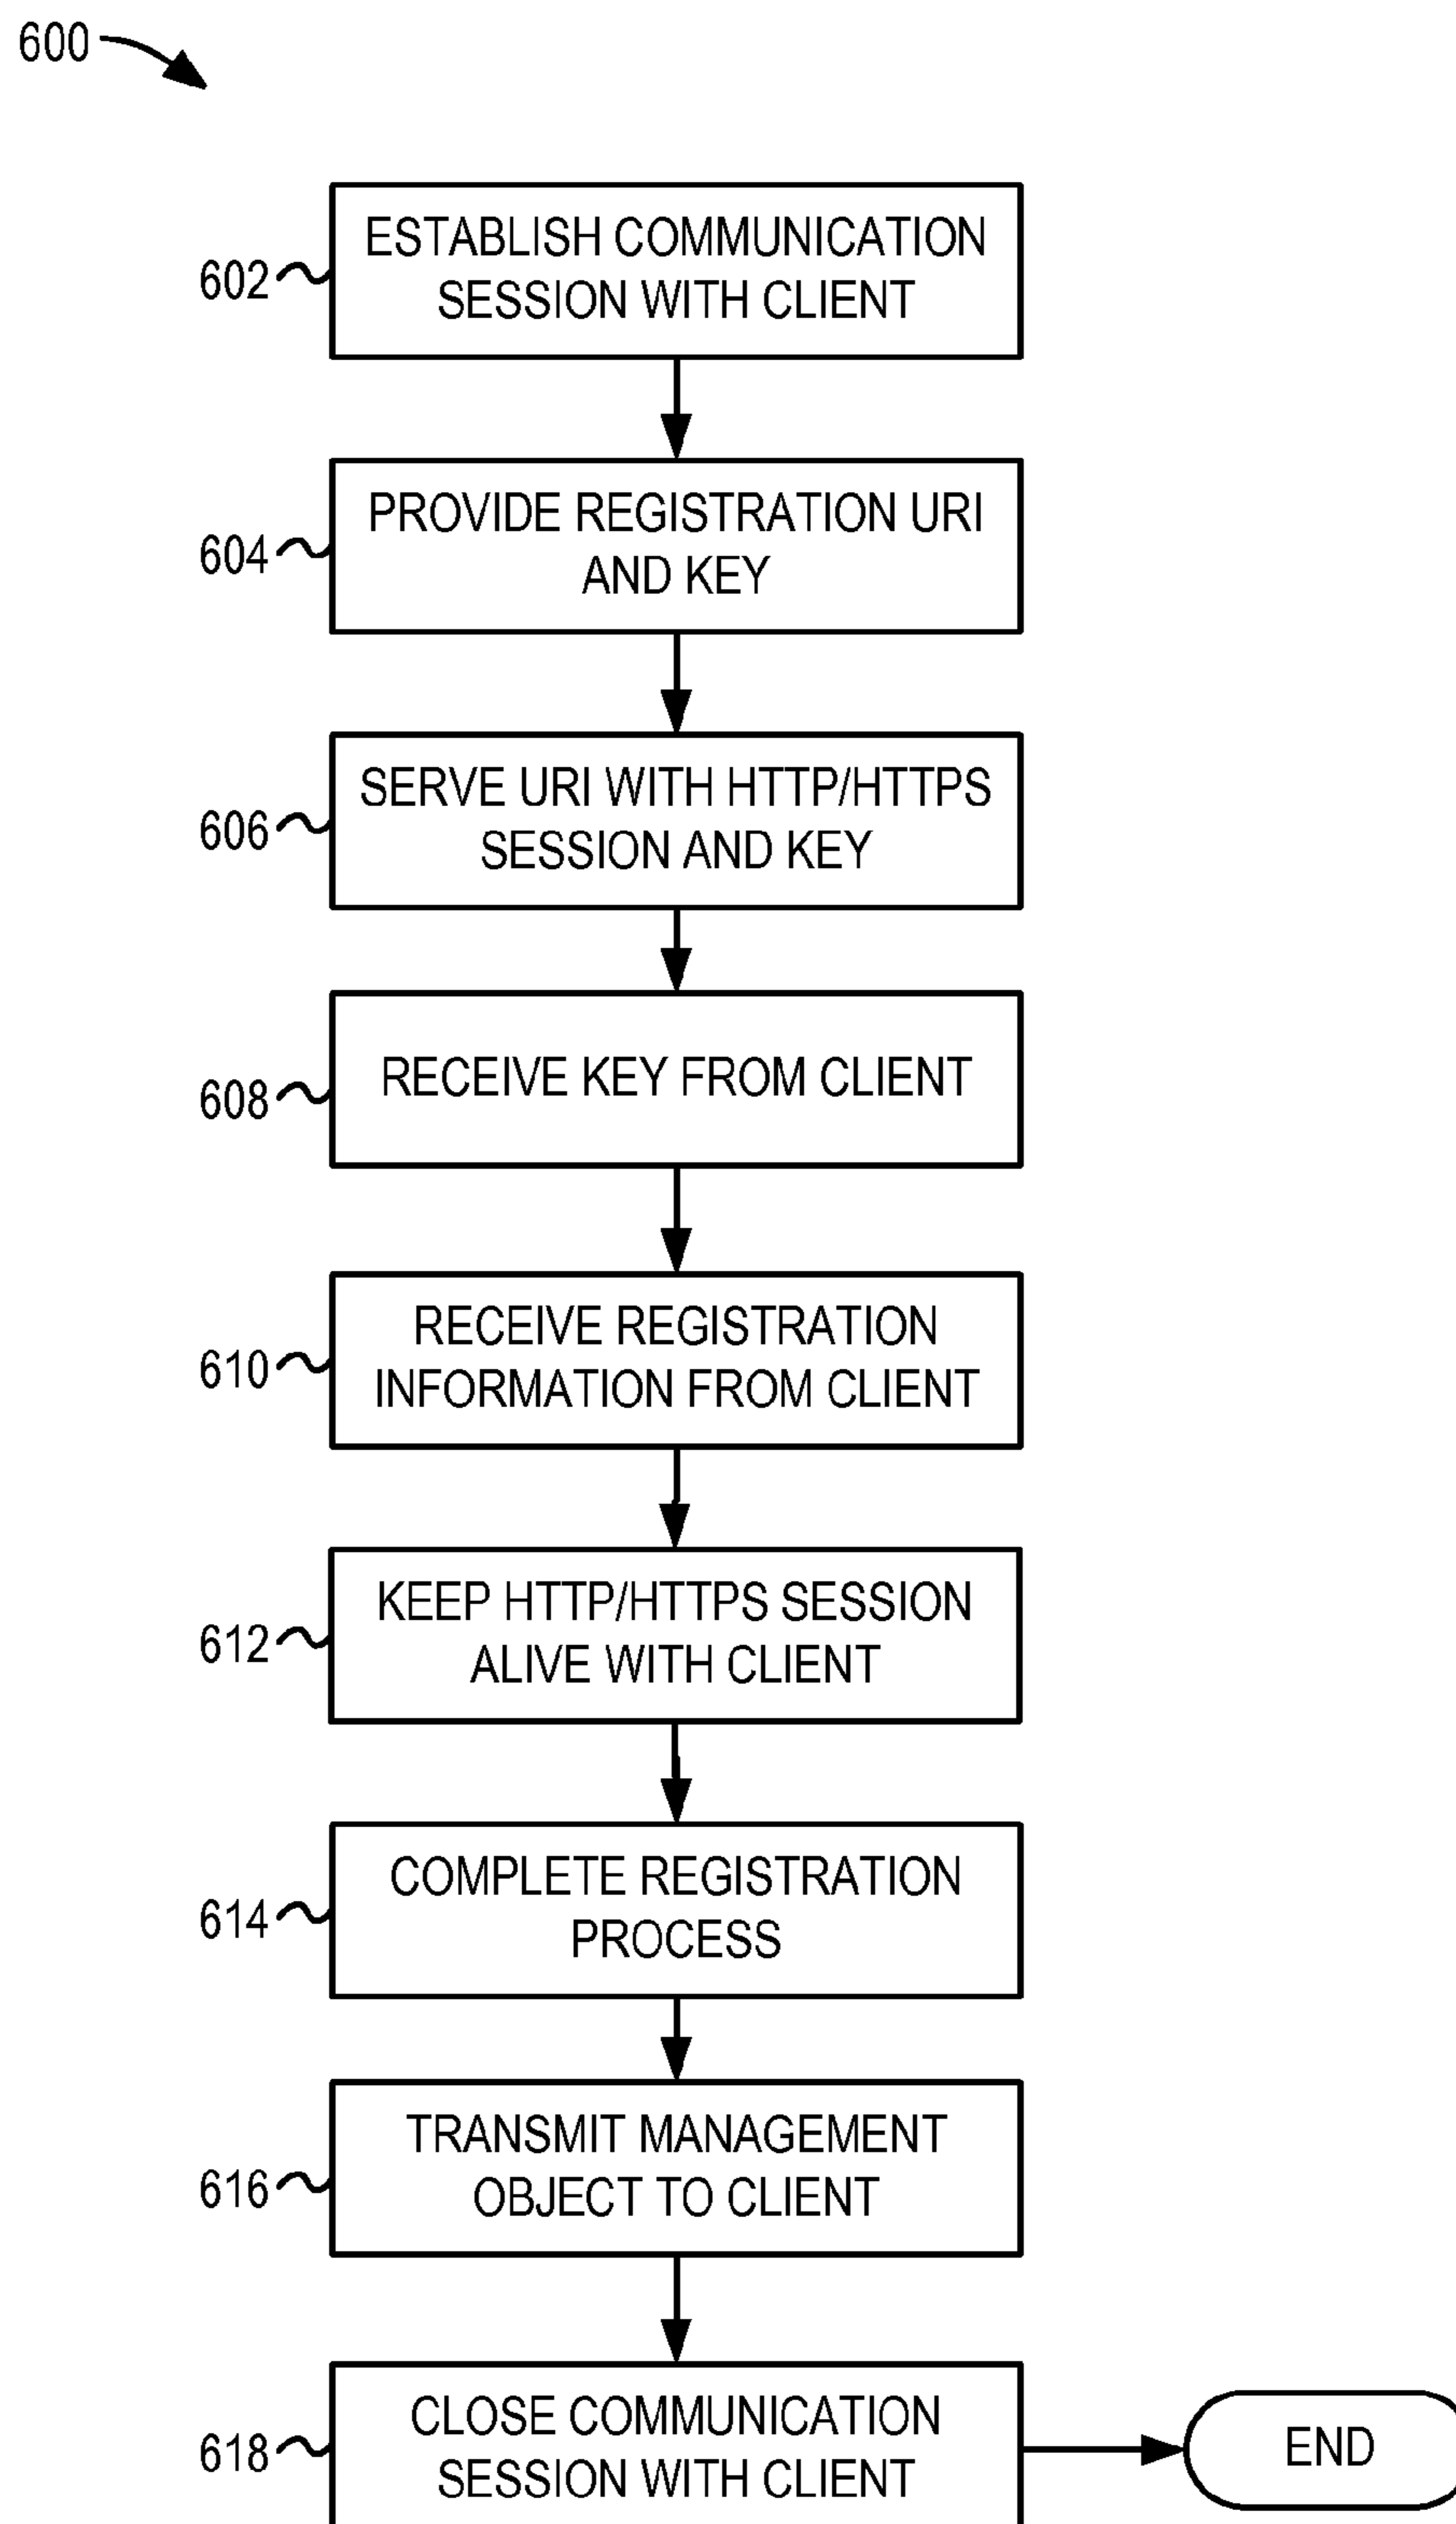 600
602
ESTABLISH COMMUNICATION
SESSION WITH CLIENT
604
PROVIDE REGISTRATION URI
AND KEY
606
SERVE URI WITH HTTP/HTTPS
SESSION AND KEY
608
RECEIVE KEY FROM CLIENT
610
RECEIVE REGISTRATION
INFORMATION FROM CLIENT
612
KEEP HTTP/HTTPS SESSION
ALIVE WITH CLIENT
614
COMPLETE REGISTRATION
PROCESS
616
TRANSMIT MANAGEMENT
OBJECT TO CLIENT
618
CLOSE COMMUNICATION
SESSION WITH CLIENT
END